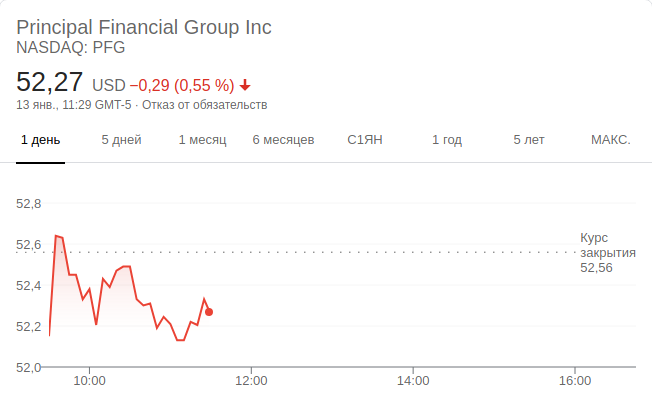 Principal Financial Group Inc
NASDAQ: PFG
52,27 USD −0,29 (0,55 %)
13 янв., 11:29 GMT-5 · Отказ от обязательств
1 день 5 дней 1 месяц 6 месяцев С1ЯН 1 год 5 лет МАКС.
52,8
52,6
52,4
52,2
52,0
Курс
закрытия
52,56
10:00 12:00 14:00 16:00